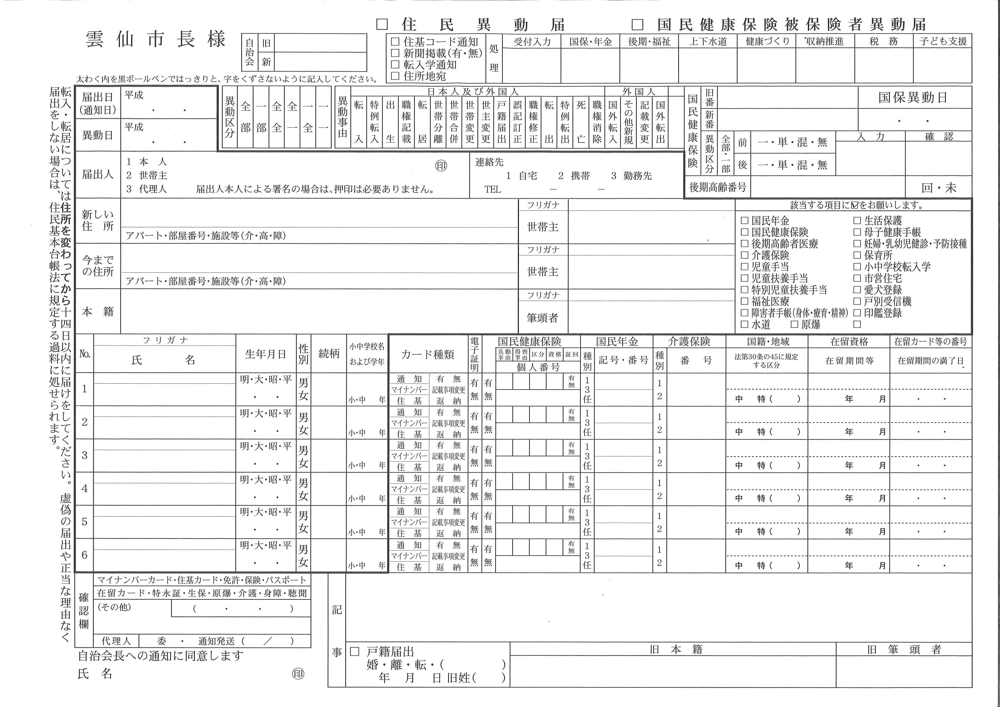 □ 住民異動届 □ 国民健康保険被保険者異動届
雲仙市長様
自治会 旧
新
□ 住基コード通知
□ 新聞掲載(有・無)
□ 転入学通知
□ 住所地宛
処理 受付入力 国保・年金 後期・福祉 上下水道 健康づくり 収納推進 税務 子ども支援
太わく内を黒ボールペンではっきりと、字をくずさないように記入してください。
転入・転居については住所を変わってから十四日以内に届けをしてください。虚偽の届出や正当な理由なく
届出をしない場合は、住民基本台帳法に規定する過料に処せられます。
届出日(通知日) 平成 ・ ・
異動日 平成 ・ ・
異動区分 全部 一部 全全 全一 一全 一一
異動事由
日本人及び外国人
転入 特例転入 出生 職権記載 転居 世帯分離 世帯合併 世帯変更 世主変更 戸籍届出 誤記訂正 職権修正 転出 特例転出 死亡 職権消除
外国人
国外転入 その他新規 記載変更 国外転出
国民健康保険 旧番
新番
国保異動日
・ ・
異動区分 全部・一部 前 一・単・混・無
後 一・単・混・無
入力 確認
後期高齢番号 回・未
届出人
1 本人
2 世帯主
3 代理人 届出人本人による署名の場合は、押印は必要ありません。
㊞
連絡先
1 自宅 2 携帯 3 勤務先
TEL － －
新しい住所
アパート・部屋番号・施設等(介・高・障)
フリガナ
世帯主
今までの住所
アパート・部屋番号・施設等(介・高・障)
フリガナ
世帯主
本籍
フリガナ
筆頭者
該当する項目に☑をお願いします。
□ 国民年金 □ 生活保護
□ 国民健康保険 □ 母子健康手帳
□ 後期高齢者医療 □ 妊婦・乳幼児健診・予防接種
□ 介護保険 □ 保育所
□ 児童手当 □ 小中学校転入学
□ 児童扶養手当 □ 市営住宅
□ 特別児童扶養手当 □ 愛犬登録
□ 福祉医療 □ 戸別受信機
□ 障害者手帳(身体・療育・精神) □ 印鑑登録
□ 水道 □ 原爆 □
No. フリガナ 氏名 生年月日 性別 続柄 小中学校名および学年 カード種類 電子証明
国民健康保険 異動事由 得喪事由 区分 資格 証回 個人番号
国民年金 種別 記号・番号
介護保険 種別 番号
国籍・地域 法第30条の45に規定する区分
在留資格 在留期間等
在留カード等の番号 在留期間の満了日
1 明・大・昭・平 ・ ・ 男 女 小・中 年
通知 有 無
マイナンバー 記載事項変更
住基 返納
有 無 有 無 有 無 1 3 任 1 2 中 特( ) 年 月 ・ ・
2 明・大・昭・平 ・ ・ 男 女 小・中 年
通知 有 無
マイナンバー 記載事項変更
住基 返納
有 無 有 無 有 無 1 3 任 1 2 中 特( ) 年 月 ・ ・
3 明・大・昭・平 ・ ・ 男 女 小・中 年
通知 有 無
マイナンバー 記載事項変更
住基 返納
有 無 有 無 有 無 1 3 任 1 2 中 特( ) 年 月 ・ ・
4 明・大・昭・平 ・ ・ 男 女 小・中 年
通知 有 無
マイナンバー 記載事項変更
住基 返納
有 無 有 無 有 無 1 3 任 1 2 中 特( ) 年 月 ・ ・
5 明・大・昭・平 ・ ・ 男 女 小・中 年
通知 有 無
マイナンバー 記載事項変更
住基 返納
有 無 有 無 有 無 1 3 任 1 2 中 特( ) 年 月 ・ ・
6 明・大・昭・平 ・ ・ 男 女 小・中 年
通知 有 無
マイナンバー 記載事項変更
住基 返納
有 無 有 無 有 無 1 3 任 1 2 中 特( ) 年 月 ・ ・
確認欄
マイナンバーカード・住基カード・免許・保険・パスポート
在留カード・特永証・生保・原爆・介護・身障・聴聞
(その他) ( ・ ・ )
代理人 委 ・ 通知発送( ／ )
自治会長への通知に同意します
氏名 ㊞
記事
□ 戸籍届出
婚・離・転・( )
年 月 日 旧姓( )
旧本籍 旧筆頭者